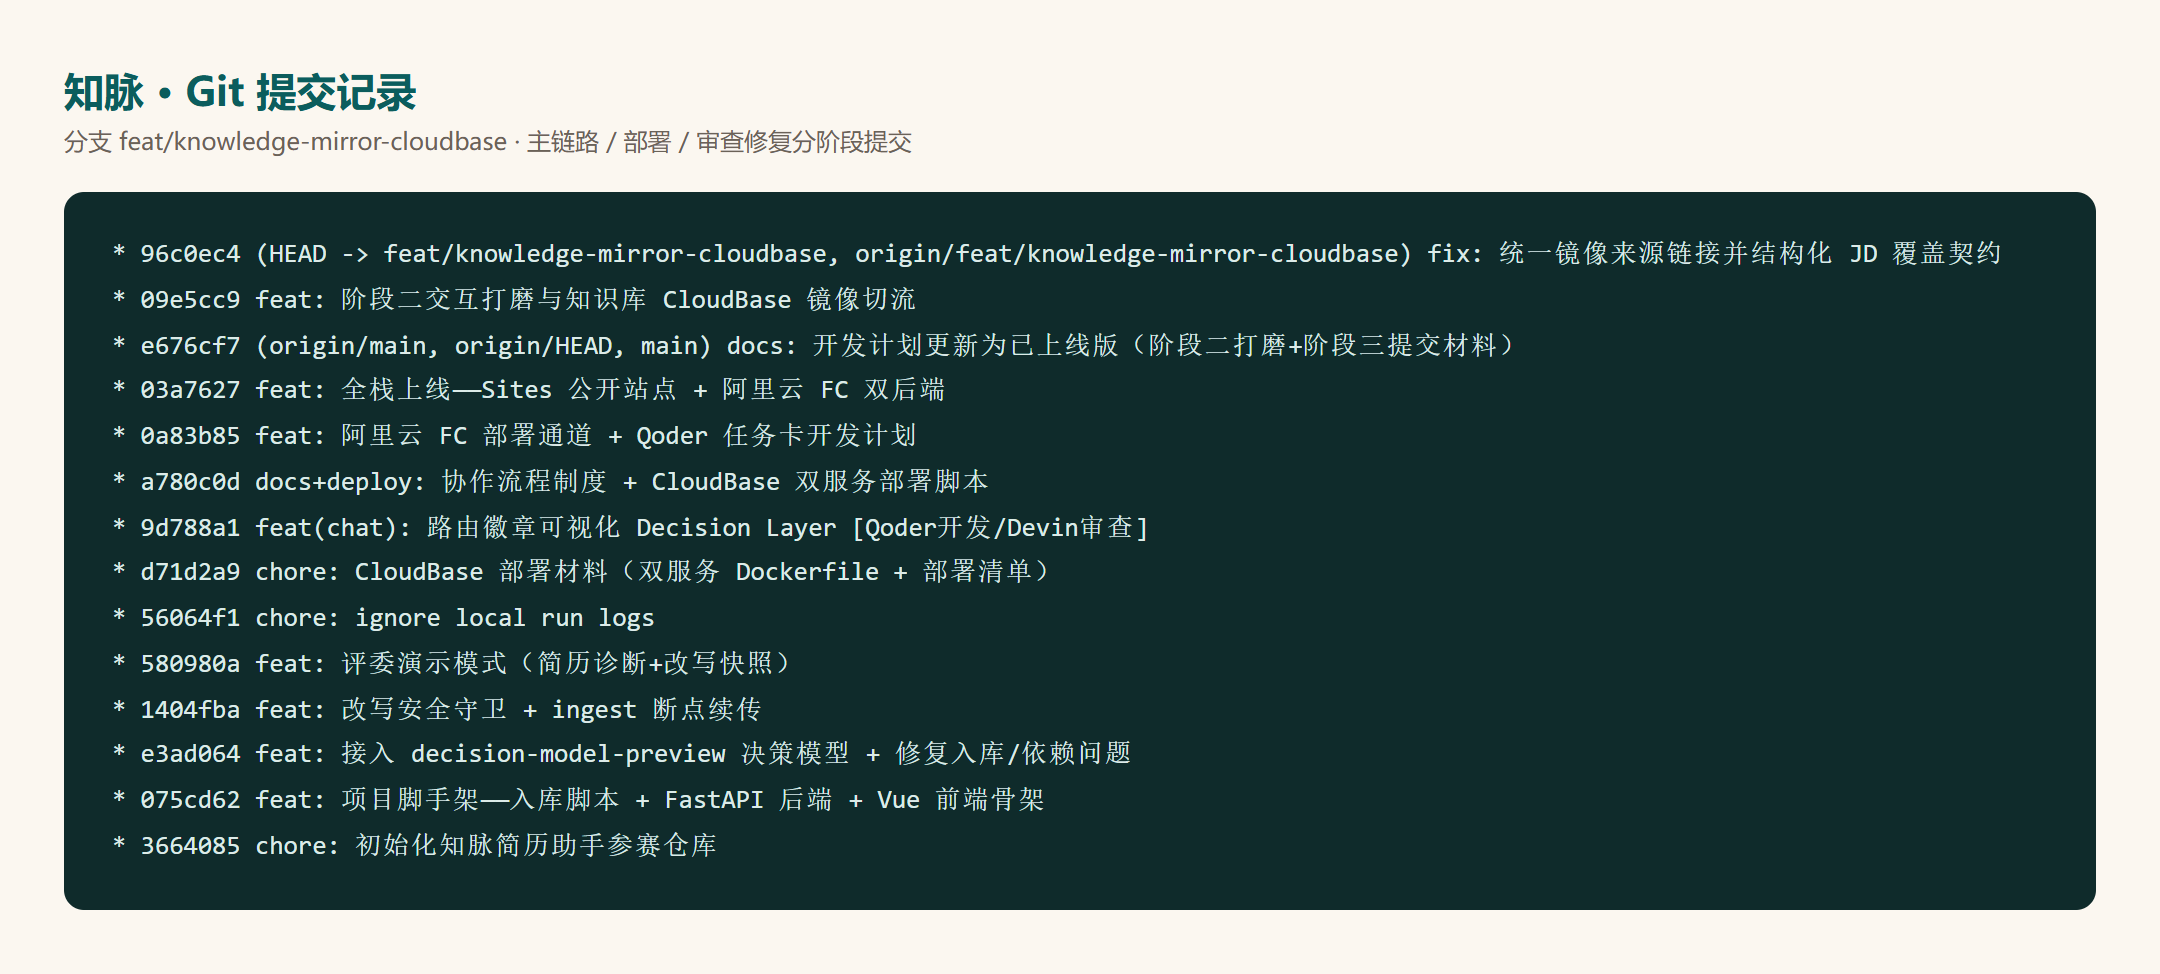 知脉 · Git 提交记录
分支 feat/knowledge-mirror-cloudbase · 主链路 / 部署 / 审查修复分阶段提交
* 96c0ec4 (HEAD -> feat/knowledge-mirror-cloudbase, origin/feat/knowledge-mirror-cloudbase) fix: 统一镜像来源链接并结构化 JD 覆盖契约
* 09e5cc9 feat: 阶段二交互打磨与知识库 CloudBase 镜像切流
* e676cf7 (origin/main, origin/HEAD, main) docs: 开发计划更新为已上线版（阶段二打磨+阶段三提交材料）
* 03a7627 feat: 全栈上线——Sites 公开站点 + 阿里云 FC 双后端
* 0a83b85 feat: 阿里云 FC 部署通道 + Qoder 任务卡开发计划
* a780c0d docs+deploy: 协作流程制度 + CloudBase 双服务部署脚本
* 9d788a1 feat(chat): 路由徽章可视化 Decision Layer [Qoder开发/Devin审查]
* d71d2a9 chore: CloudBase 部署材料（双服务 Dockerfile + 部署清单）
* 56064f1 chore: ignore local run logs
* 580980a feat: 评委演示模式（简历诊断+改写快照）
* 1404fba feat: 改写安全守卫 + ingest 断点续传
* e3ad064 feat: 接入 decision-model-preview 决策模型 + 修复入库/依赖问题
* 075cd62 feat: 项目脚手架——入库脚本 + FastAPI 后端 + Vue 前端骨架
* 3664085 chore: 初始化知脉简历助手参赛仓库